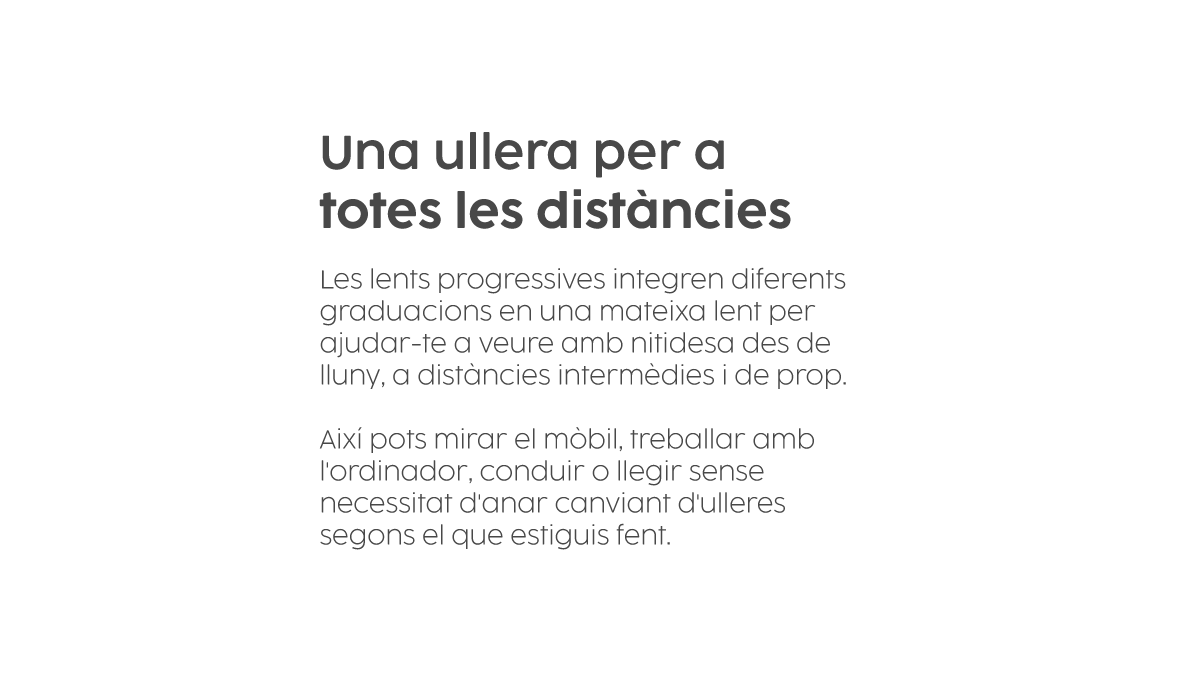 Una ullera per a
totes les distàncies
Les lents progressives integren diferents
graduacions en una mateixa lent per
ajudar-te a veure amb nitidesa des de
lluny, a distàncies intermèdies i de prop.
Així pots mirar el mòbil, treballar amb
l'ordinador, conduir o llegir sense
necessitat d'anar canviant d'ulleres
segons el que estiguis fent.